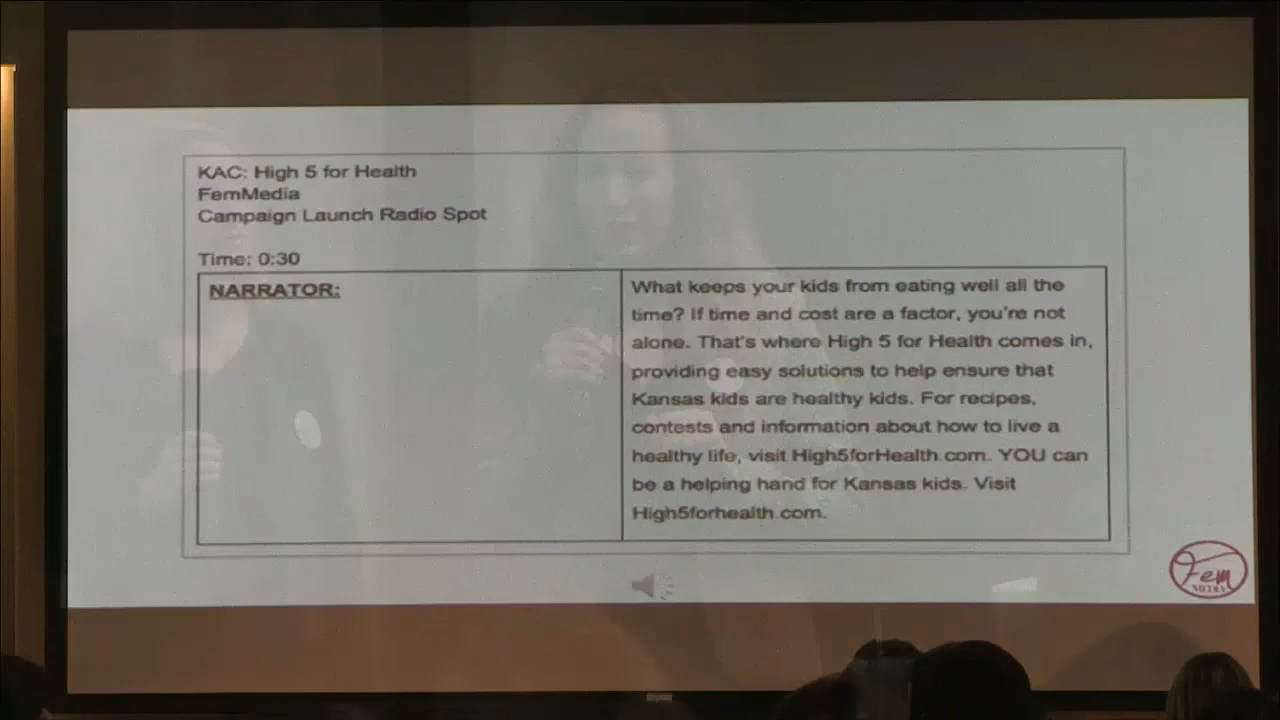 KAC: High 5 for Health
FemMedia
Campaign Launch Radio Spot
Time: 0:30
NARRATOR:
What keeps your kids from eating well all the
time? If time and cost are a factor, you're not
alone. That's where High 5 for Health comes in,
providing easy solutions to help ensure that
Kansas kids are healthy kids. For recipes,
contests and information about how to live a
healthy life, visit High5forHealth.com. YOU can
be a helping hand for Kansas kids. Visit
High5forhealth.com.
Fem
MEDIA